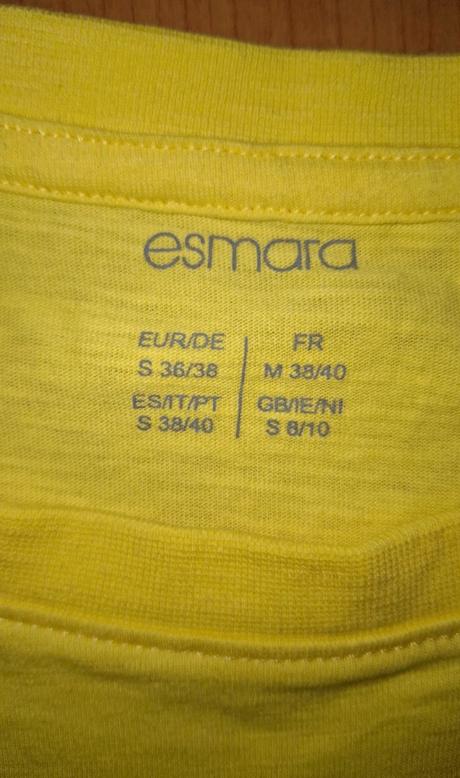 esmara
EUR/DE
S 36/38
FR
M 38/40
ES/IT/PT
S 38/40
GB/IE/NI
S 8/10